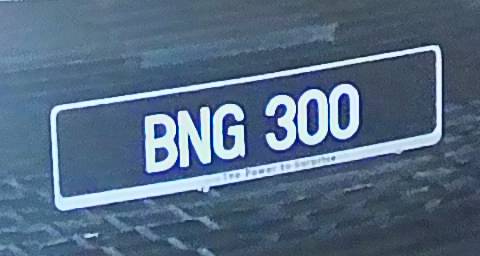 BNG 300
The Power to Surprise